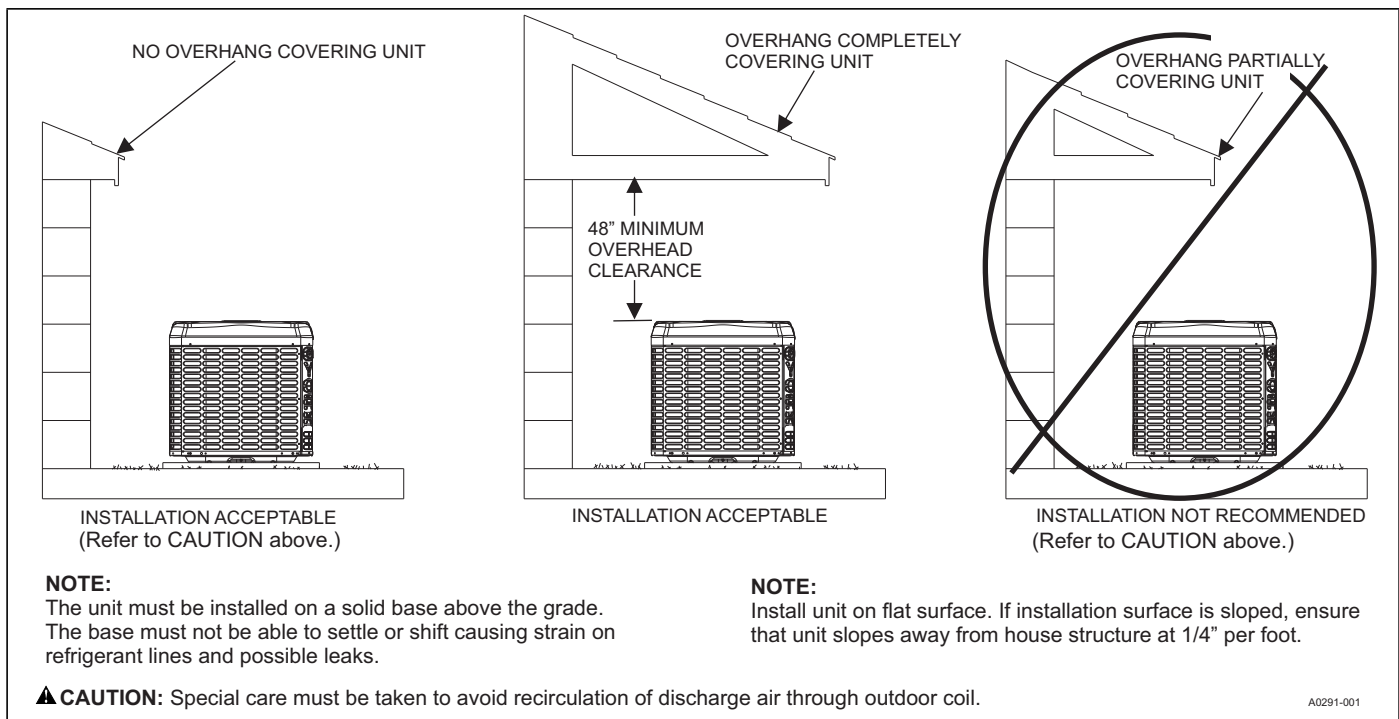 NO OVERHANG COVERING UNIT
INSTALLATION ACCEPTABLE
(Refer to CAUTION above.)
OVERHANG COMPLETELY
COVERING UNIT
48” MINIMUM
OVERHEAD
CLEARANCE
INSTALLATION ACCEPTABLE
OVERHANG PARTIALLY
COVERING UNIT
INSTALLATION NOT RECOMMENDED
(Refer to CAUTION above.)
NOTE:
The unit must be installed on a solid base above the grade.
The base must not be able to settle or shift causing strain on
refrigerant lines and possible leaks.
NOTE:
Install unit on flat surface. If installation surface is sloped, ensure
that unit slopes away from house structure at 1/4” per foot.
CAUTION: Special care must be taken to avoid recirculation of discharge air through outdoor coil.
A0291-001